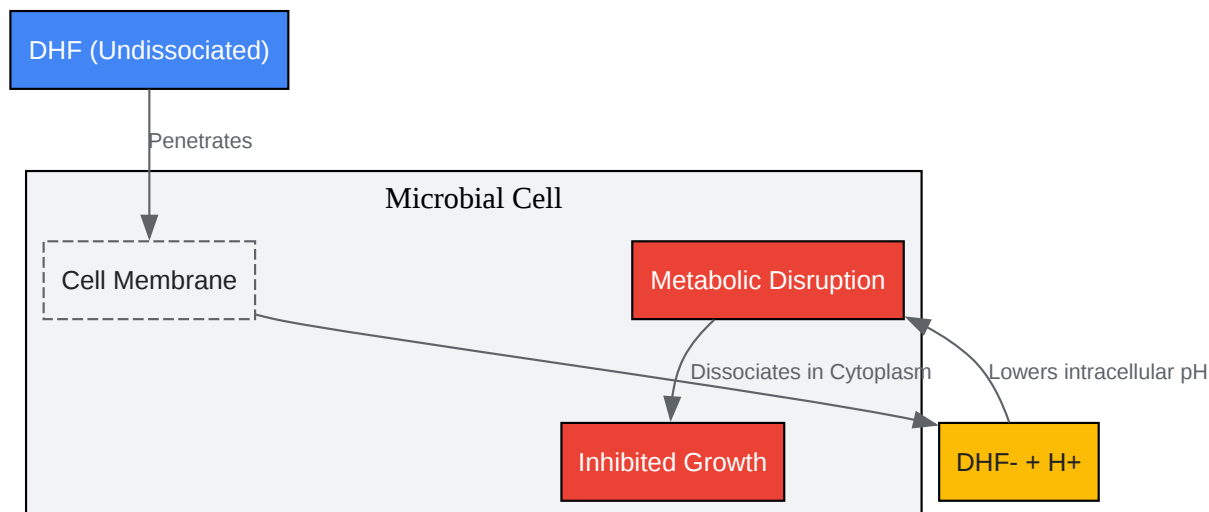 DHF (Undissociated)
Penetrates
Microbial Cell
Cell Membrane
Metabolic Disruption
Dissociates in Cytoplasm
Lowers intracellular pH
Inhibited Growth
DHF- + H+